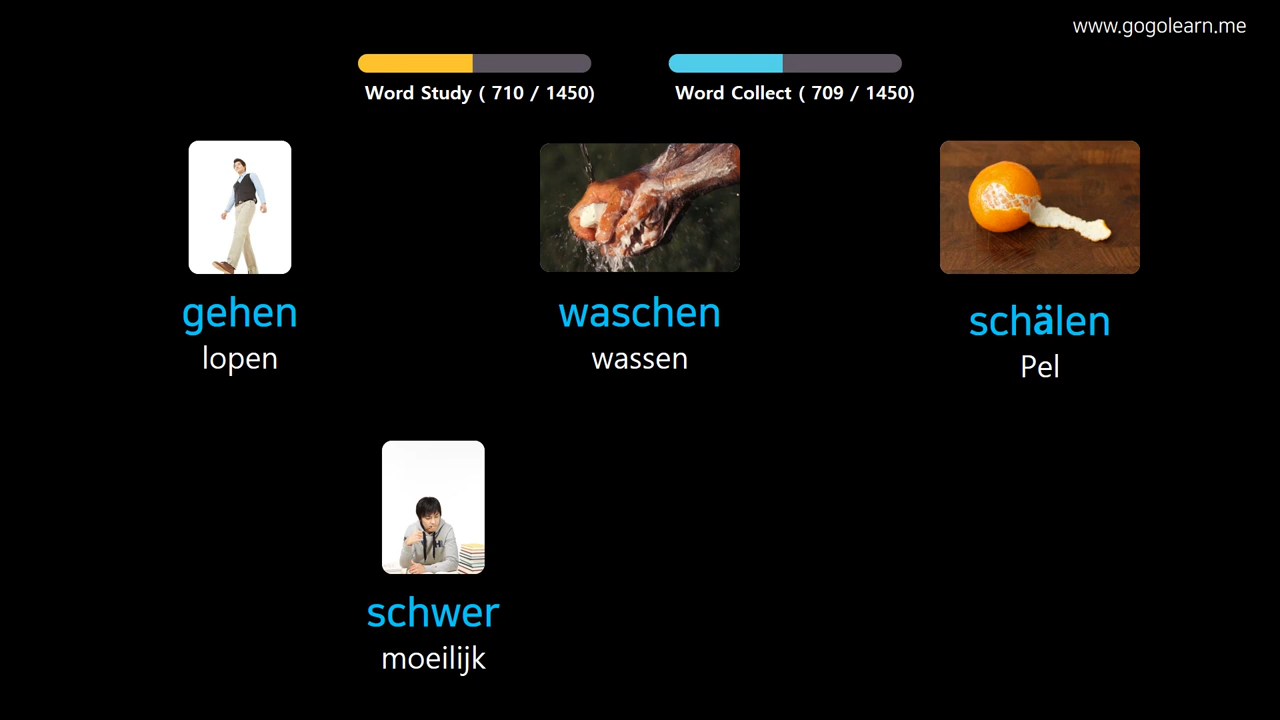 www.gogolearn.me
Word Study ( 710 / 1450)
Word Collect ( 709 / 1450)
gehen
lopen
waschen
wassen
schälen
Pel
schwer
moeilijk